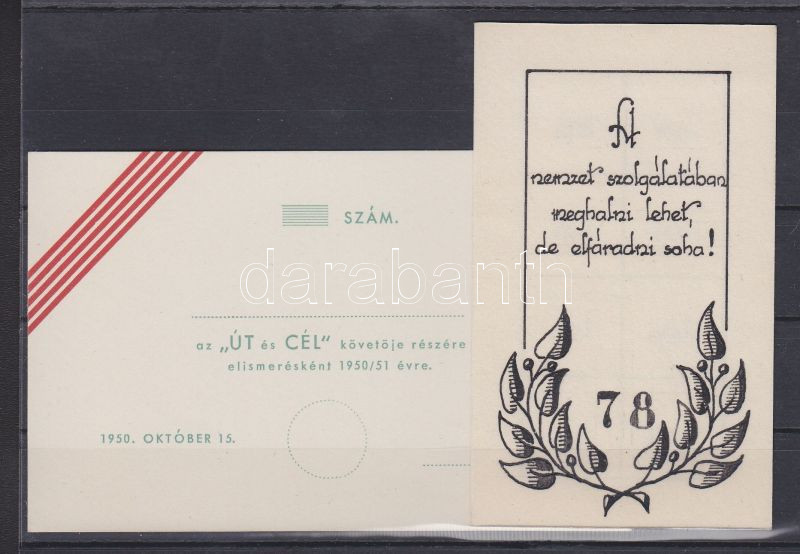 SZÁM.
az „ÚT és CÉL" követője részére
elismerésként 1950/51 évre.
1950. OKTÓBER 15.
A
nemzet szolgálatában
meghalni lehet,
de elfáradni soha!
78
darabanth